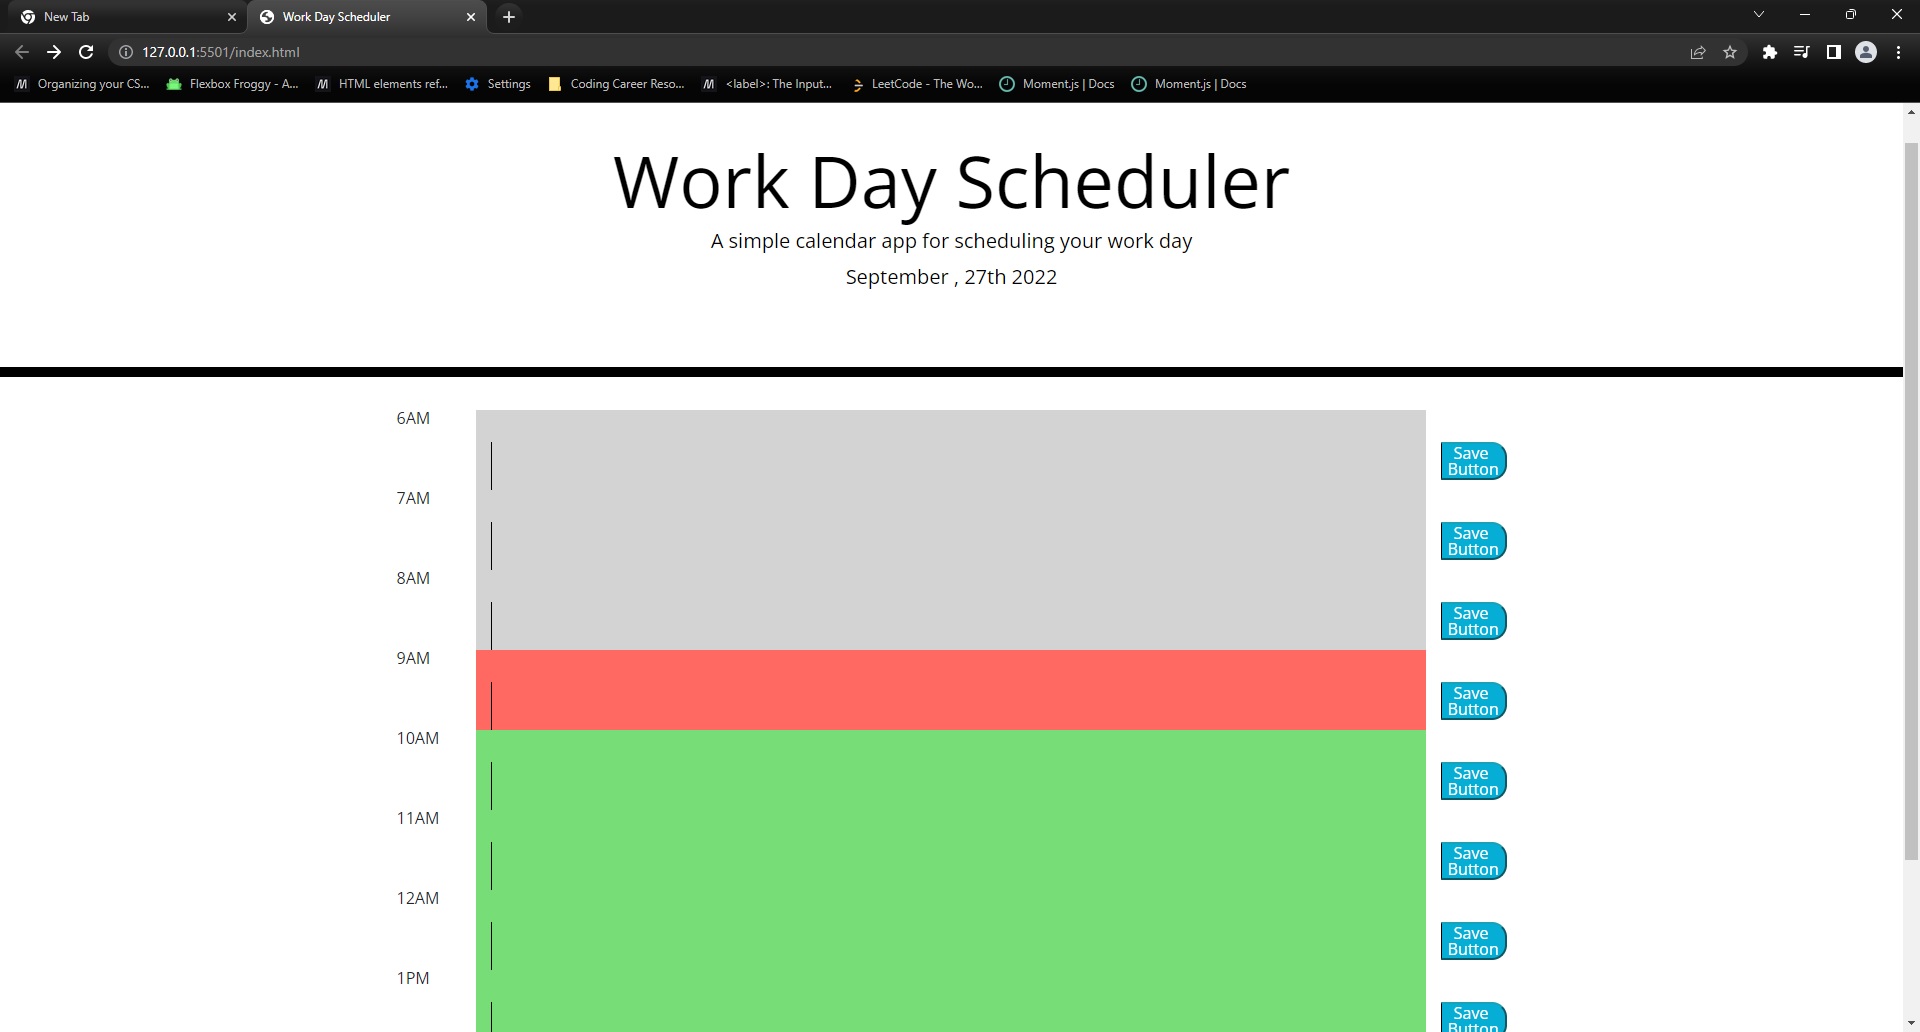 New Tab
Work Day Scheduler
127.0.0.1:5501/index.html
Organizing your CS...
Flexbox Froggy - A...
HTML elements ref...
Settings
Coding Career Reso...
<label>: The Input...
LeetCode - The Wo...
Moment.js | Docs
Moment.js | Docs
Work Day Scheduler
A simple calendar app for scheduling your work day
September , 27th 2022
6AM
Save
Button
7AM
Save
Button
8AM
Save
Button
9AM
Save
Button
10AM
Save
Button
11AM
Save
Button
12AM
Save
Button
1PM
Save
Button